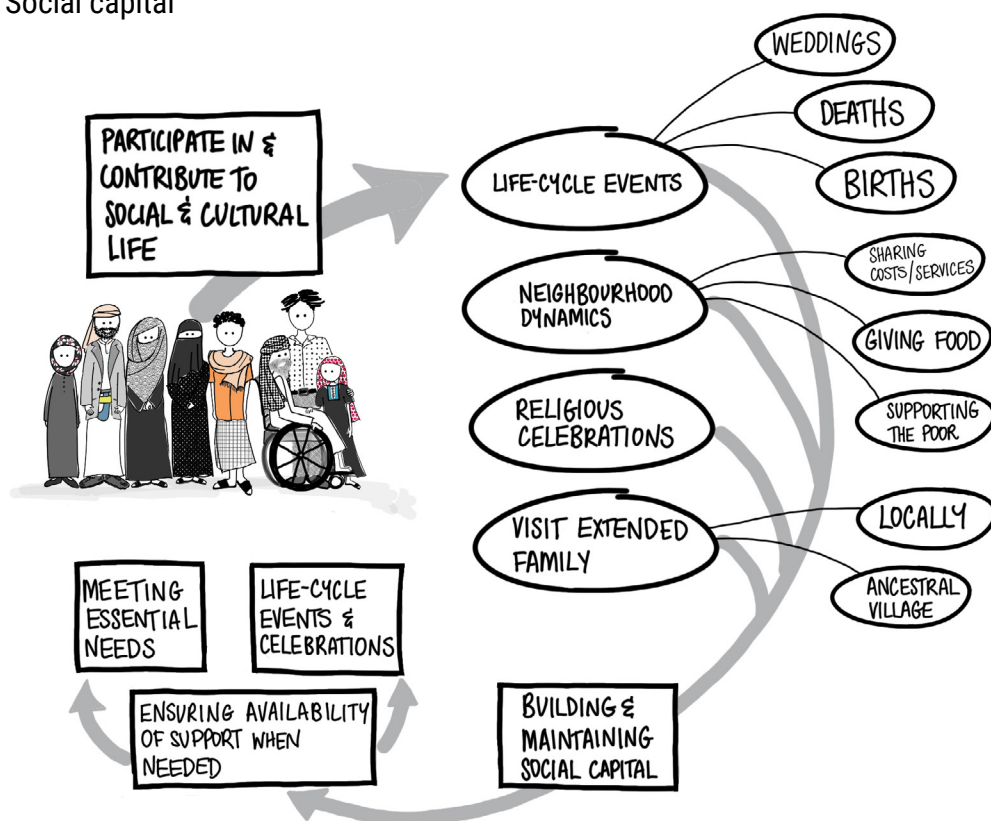 Social capital
PARTICIPATE IN &
CONTRIBUTE TO
SOCIAL & CULTURAL
LIFE
LIFE-CYCLE EVENTS
WEDDINGS
DEATHS
BIRTHS
NEIGHBOURHOOD
DYNAMICS
SHARING
COSTS/SERVICES
GIVING FOOD
SUPPORTING
THE POOR
RELIGIOUS
CELEBRATIONS
VISIT EXTENDED
FAMILY
LOCALLY
ANCESTRAL
VILLAGE
MEETING
ESSENTIAL
NEEDS
LIFE-CYCLE
EVENTS &
CELEBRATIONS
ENSURING AVAILABILITY
OF SUPPORT WHEN
NEEDED
BUILDING &
MAINTAINING
SOCIAL CAPITAL